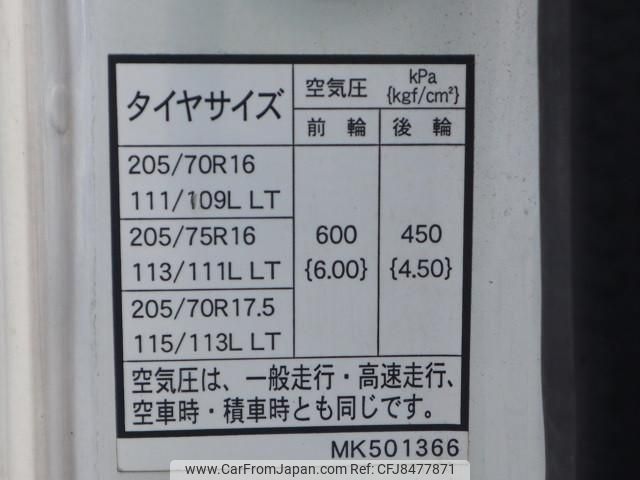 タイヤサイズ
空気圧
kPa
{kgf/cm²}
前 輪
後 輪
205/70R16
111/109L LT
205/75R16
113/111L LT
205/70R17.5
115/113L LT
600
{6.00}
450
{4.50}
空気圧は、一般走行・高速走行、
空車時・積車時とも同じです。
MK501366
www.CarFromJapan.com | CFJ8477871